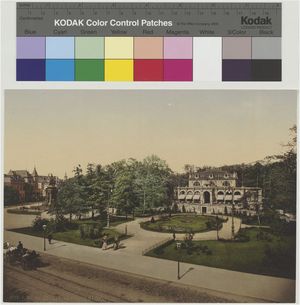 KODAK Color Control Patches
Kodak
Blue Cyan Green Yellow Red Magenta White 3/Color Black